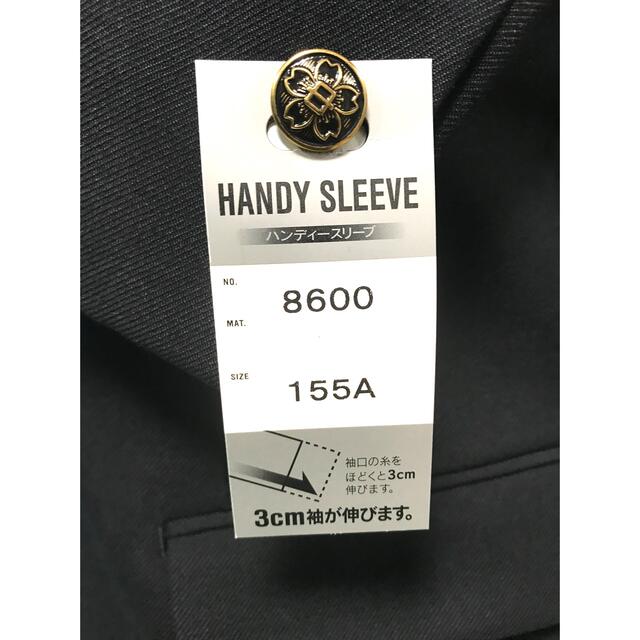 HANDY SLEEVE
ハンディースリーブ
NO.
8600
MAT.
SIZE
155A
袖口の糸を
ほどくと3cm
伸びます。
3cm袖が伸びます。